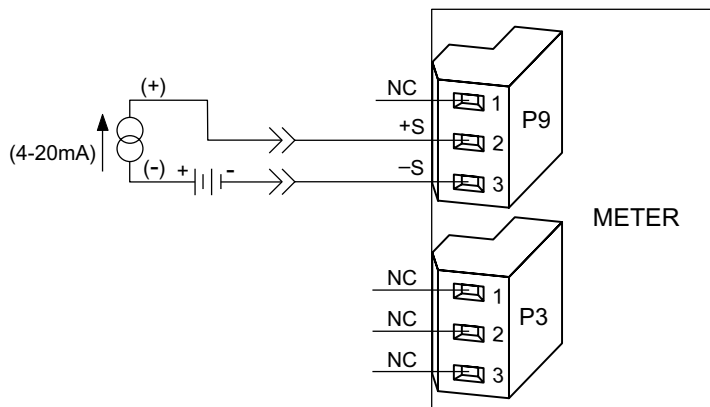 NC
1
(+)
P9
+S
2
(4-20mA)
(-) + -
–S
3
METER
NC
1
P3
NC
2
NC
3